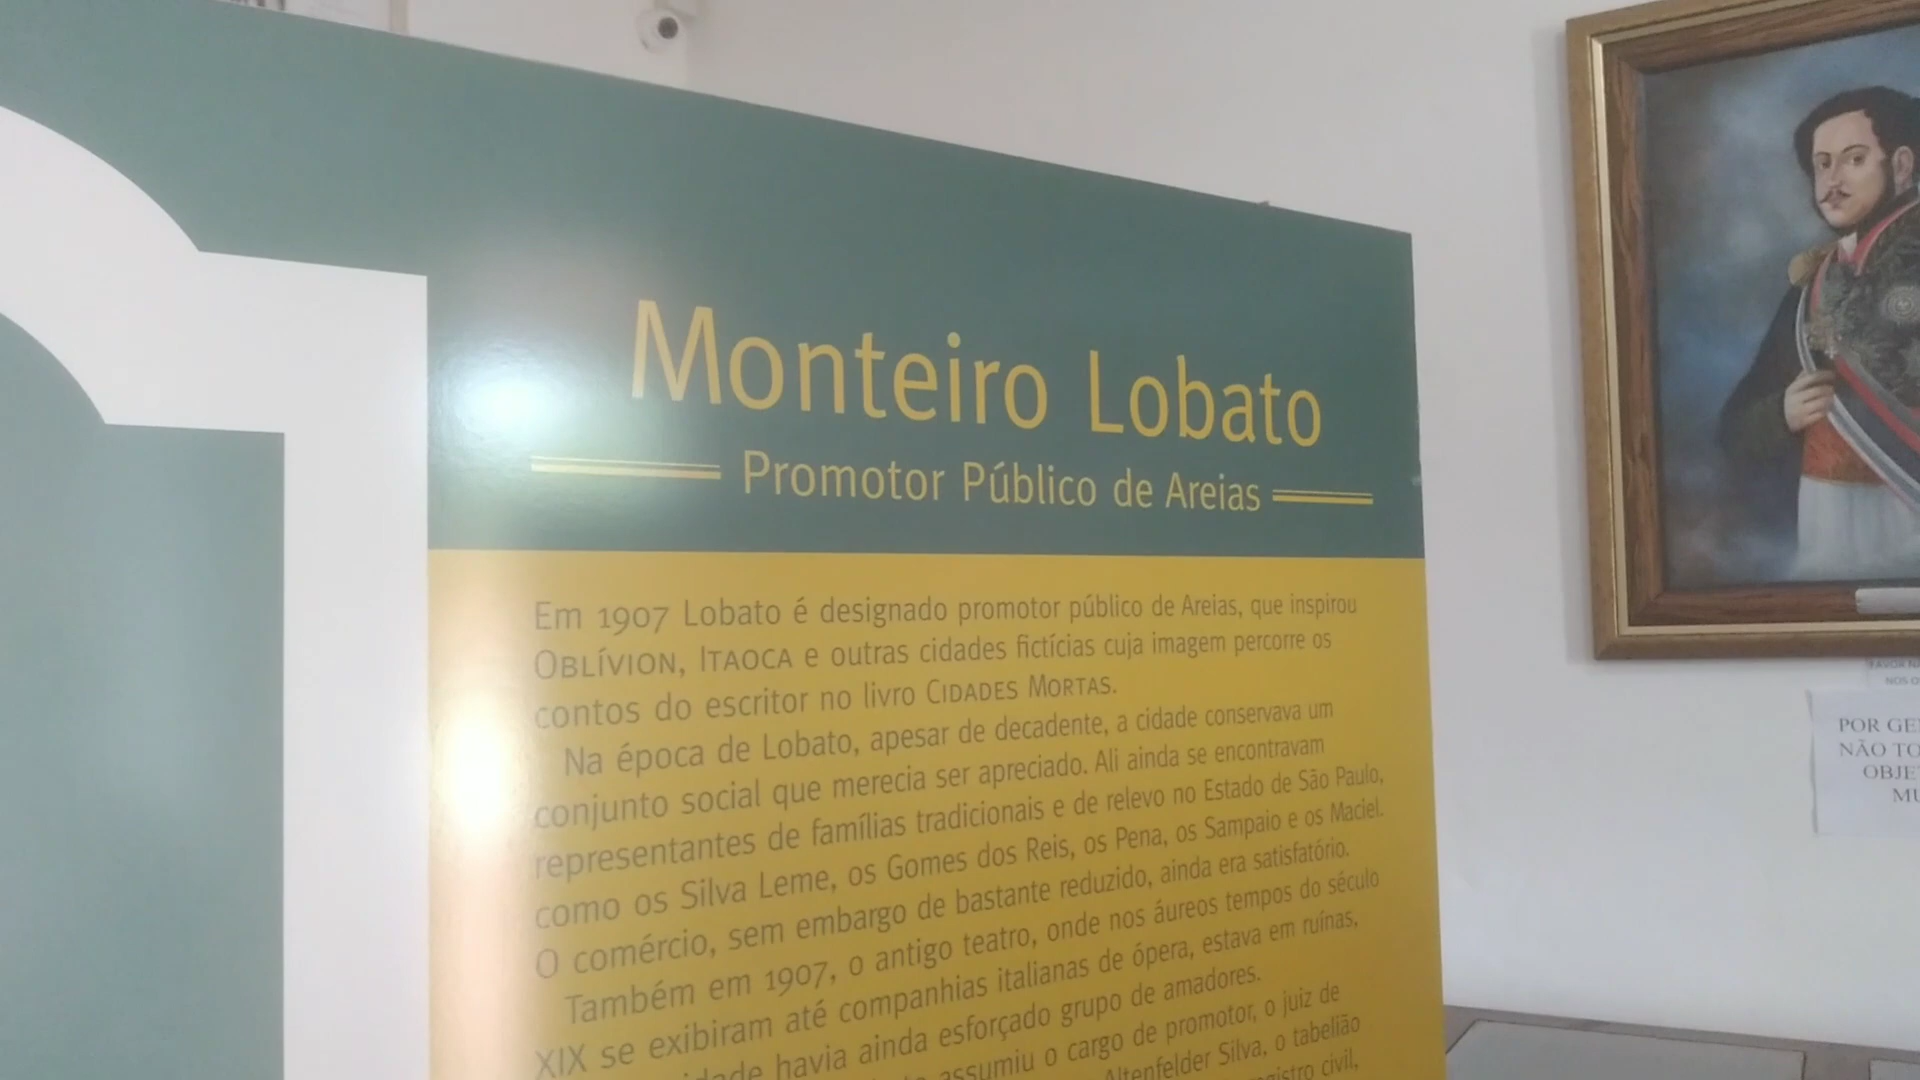 Monteiro Lobato
Promotor Público de Areias
Em 1907 Lobato é designado promotor público de Areias, que inspirou
OBLÍVION, ITAOCA e outras cidades fictícias cuja imagem percorre os
contos do escritor no livro CIDADES MORTAS.
Na época de Lobato, apesar de decadente, a cidade conservava um
conjunto social que merecia ser apreciado. Ali ainda se encontravam
representantes de famílias tradicionais e de relevo no Estado de São Paulo,
como os Silva Leme, os Gomes dos Reis, os Pena, os Sampaio e os Maciel.
O comércio, sem embargo de bastante reduzido, ainda era satisfatório.
Também em 1907, o antigo teatro, onde nos áureos tempos do século
XIX se exibiram até companhias italianas de ópera, estava em ruínas,
havia ainda esforçado grupo de amadores.
assumiu o cargo de promotor, o juiz de
Altenfelder Silva, o tabelião
civil,
POR
NÃO